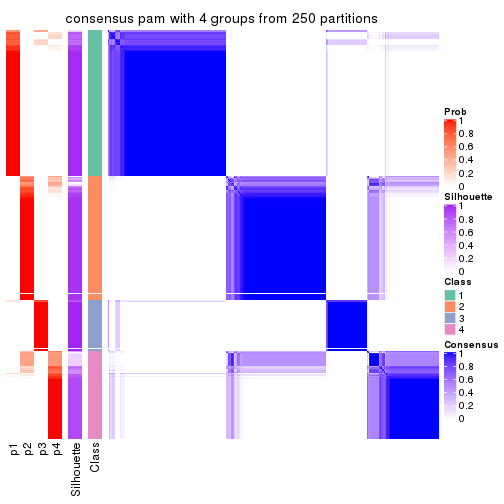 consensus pam with 4 groups from 250 partitions
Prob
1
0.8
0.6
0.4
0.2
0
Silhouette
1
0.8
0.6
0.4
0.2
0
Class
1
2
3
4
Consensus
1
0.8
0.6
0.4
0.2
0
p1
p2
p3
p4
Silhouette
Class